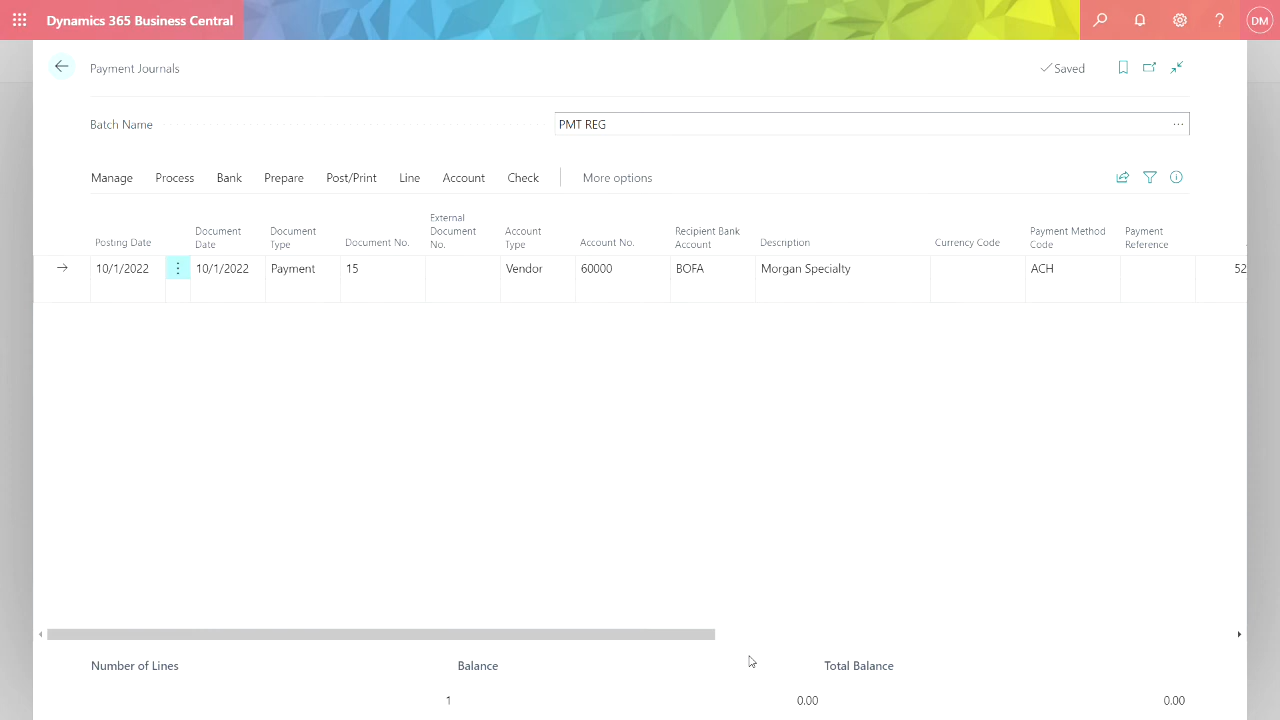 Dynamics 365 Business Central
DM
Payment Journals
Saved
Batch Name
PMT REG
Manage Process Bank Prepare Post/Print Line Account Check More options
Posting Date
Document Date
Document Type
Document No.
External Document No.
Account Type
Account No.
Recipient Bank Account
Description
Currency Code
Payment Method Code
Payment Reference
10/1/2022 10/1/2022 Payment 15 Vendor 60000 BOFA Morgan Specialty ACH 52
Number of Lines Balance Total Balance
1 0.00 0.00